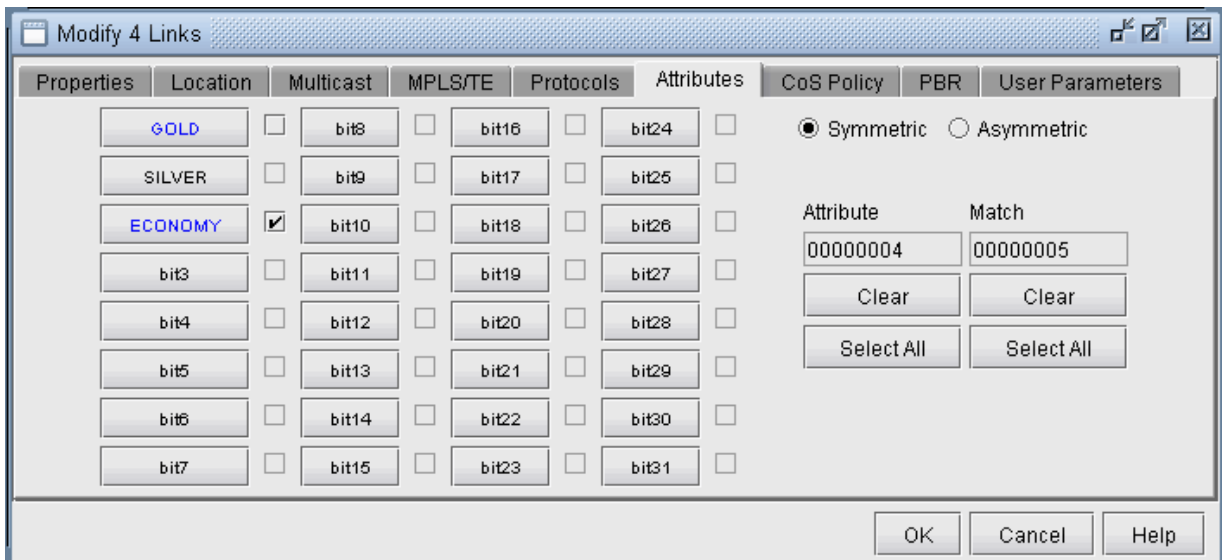 Modify 4 Links
Properties Location Multicast MPLS/TE Protocols Attributes CoS Policy PBR User Parameters
GOLD bit8 bit16 bit24 Symmetric Asymmetric
SILVER bit9 bit17 bit25
Attribute Match
ECONOMY bit10 bit18 bit26
00000004 00000005
bit3 bit11 bit19 bit27
Clear Clear
bit4 bit12 bit20 bit28
Select All Select All
bit5 bit13 bit21 bit29
bit6 bit14 bit22 bit30
bit7 bit15 bit23 bit31
OK Cancel Help